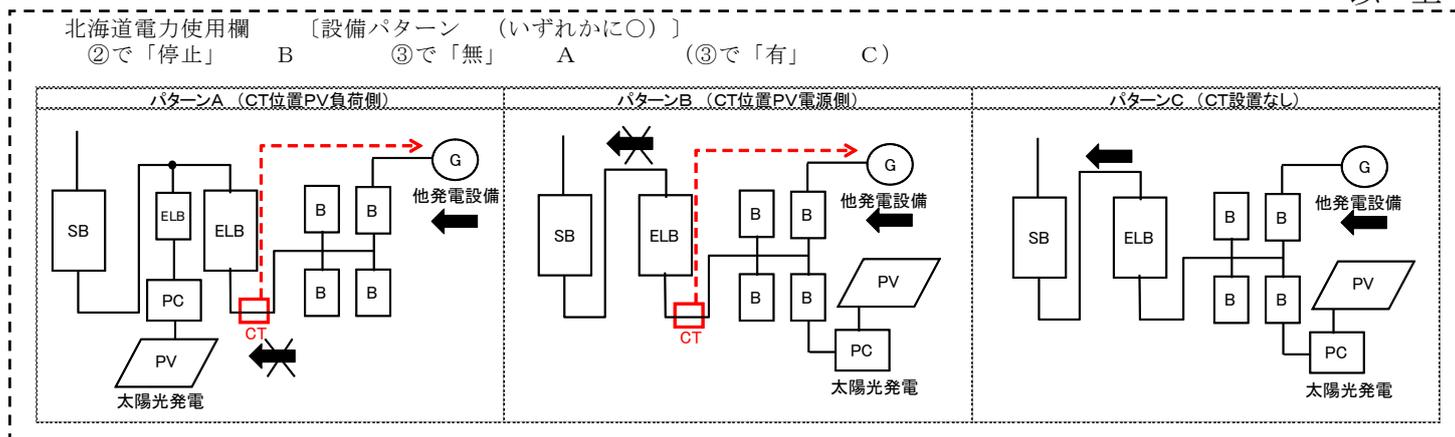 北海道電力使用欄　〔設備パターン　（いずれかに○）〕
②で「停止」　B　③で「無」　A　（③で「有」　C）
パターンA （CT位置PV負荷側）
SB
ELB
ELB
PC
PV
太陽光発電
CT
B
B
B
B
G
他発電設備
パターンB （CT位置PV電源側）
SB
ELB
CT
B
B
B
B
G
他発電設備
PV
PC
太陽光発電
パターンC （CT設置なし）
SB
ELB
B
B
B
B
G
他発電設備
PV
PC
太陽光発電